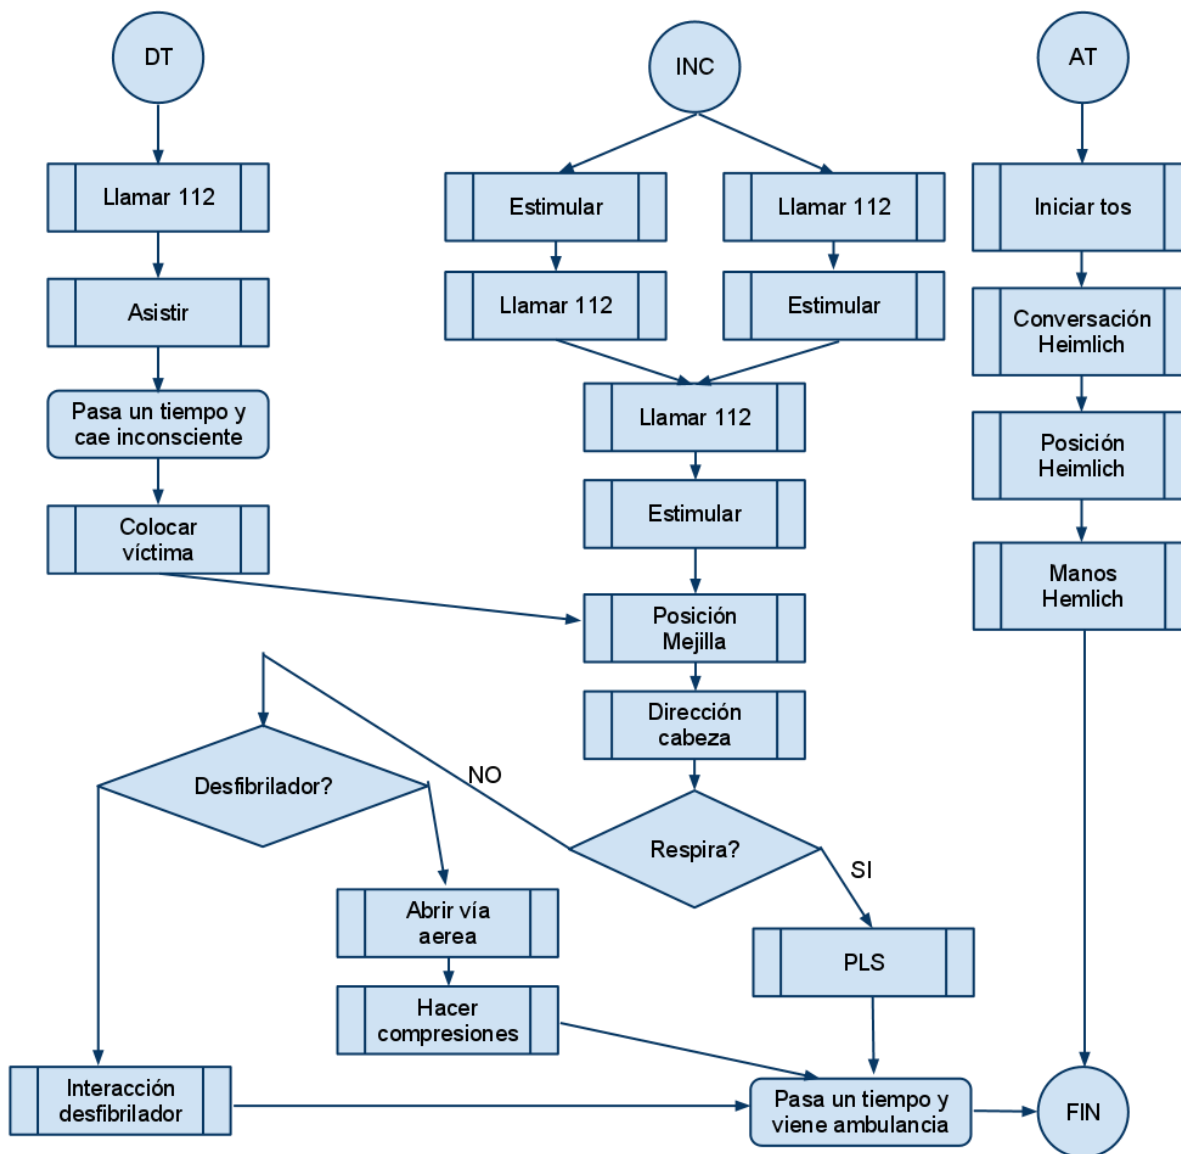 DT
INC
AT
Llamar 112
Estimular
Llamar 112
Iniciar tos
Asistir
Llamar 112
Estimular
Conversación
Heimlich
Pasa un tiempo y
cae inconsciente
Llamar 112
Posición
Heimlich
Colocar
víctima
Estimular
Manos
Hemlich
Posición
Mejilla
Dirección
cabeza
Desfibrilador?
NO
Respira?
SI
Abrir vía
aerea
PLS
Hacer
compresiones
Interacción
desfibrilador
Pasa un tiempo y
viene ambulancia
FIN